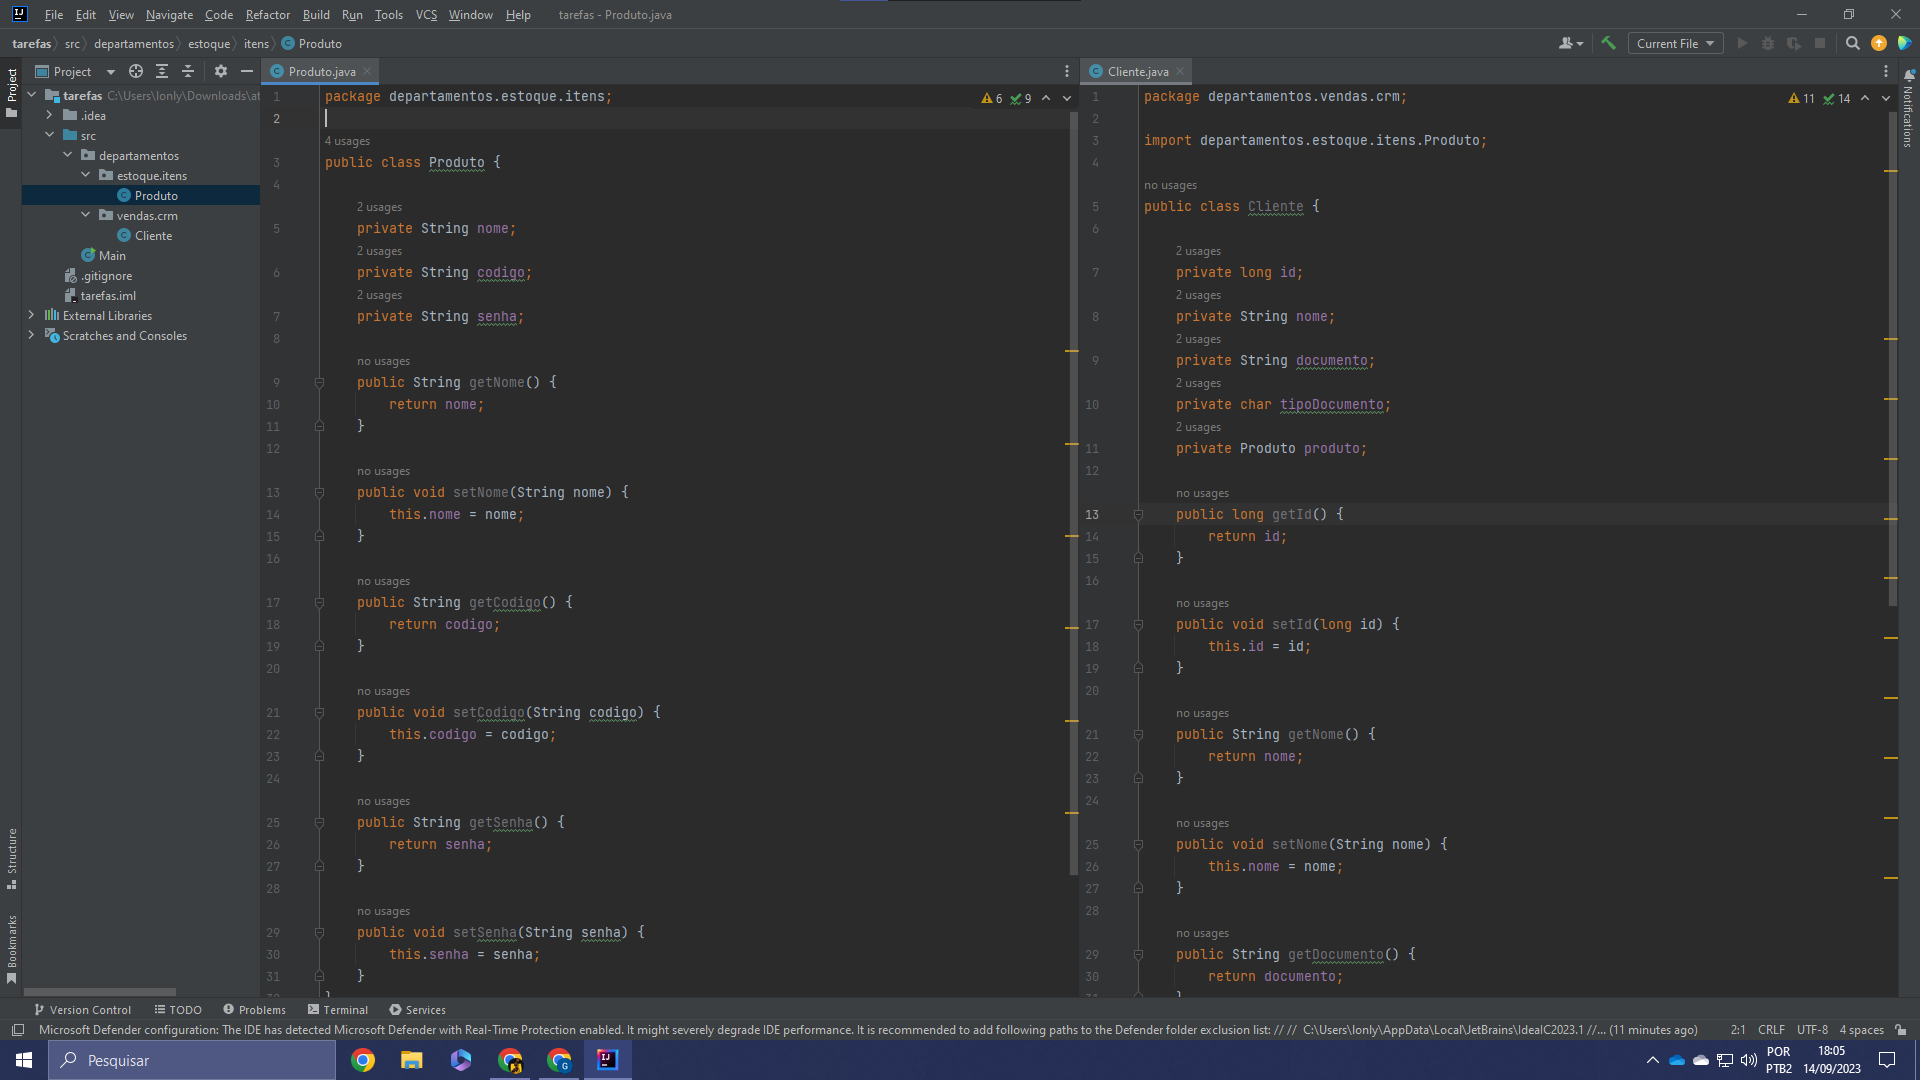 File Edit View Navigate Code Refactor Build Run Tools VCS Window Help tarefas - Produto.java
tarefas src departamentos estoque itens Produto
Current File
Project
Project
tarefas C:\Users\lonly\Downloads\at
.idea
src
departamentos
estoque.itens
Produto
vendas.crm
Cliente
Main
.gitignore
tarefas.iml
External Libraries
Scratches and Consoles
Structure
Bookmarks
Produto.java
6 9
1 package departamentos.estoque.itens;
2
4 usages
3 public class Produto {
4
2 usages
5 private String nome;
2 usages
6 private String codigo;
2 usages
7 private String senha;
8
no usages
9 public String getNome() {
10 return nome;
11 }
12
no usages
13 public void setNome(String nome) {
14 this.nome = nome;
15 }
16
no usages
17 public String getCodigo() {
18 return codigo;
19 }
20
no usages
21 public void setCodigo(String codigo) {
22 this.codigo = codigo;
23 }
24
no usages
25 public String getSenha() {
26 return senha;
27 }
28
no usages
29 public void setSenha(String senha) {
30 this.senha = senha;
31 }
Cliente.java
11 14
1 package departamentos.vendas.crm;
2
3 import departamentos.estoque.itens.Produto;
4
no usages
5 public class Cliente {
6
2 usages
7 private long id;
2 usages
8 private String nome;
2 usages
9 private String documento;
2 usages
10 private char tipoDocumento;
2 usages
11 private Produto produto;
12
no usages
13 public long getId() {
14 return id;
15 }
16
no usages
17 public void setId(long id) {
18 this.id = id;
19 }
20
no usages
21 public String getNome() {
22 return nome;
23 }
24
no usages
25 public void setNome(String nome) {
26 this.nome = nome;
27 }
28
no usages
29 public String getDocumento() {
30 return documento;
Notifications
Version Control TODO Problems Terminal Services
Microsoft Defender configuration: The IDE has detected Microsoft Defender with Real-Time Protection enabled. It might severely degrade IDE performance. It is recommended to add following paths to the Defender folder exclusion list: // // C:\Users\lonly\AppData\Local\JetBrains\IdeaIC2023.1 //... (11 minutes ago) 2:1 CRLF UTF-8 4 spaces
Pesquisar
POR
PTB2
18:05
14/09/2023